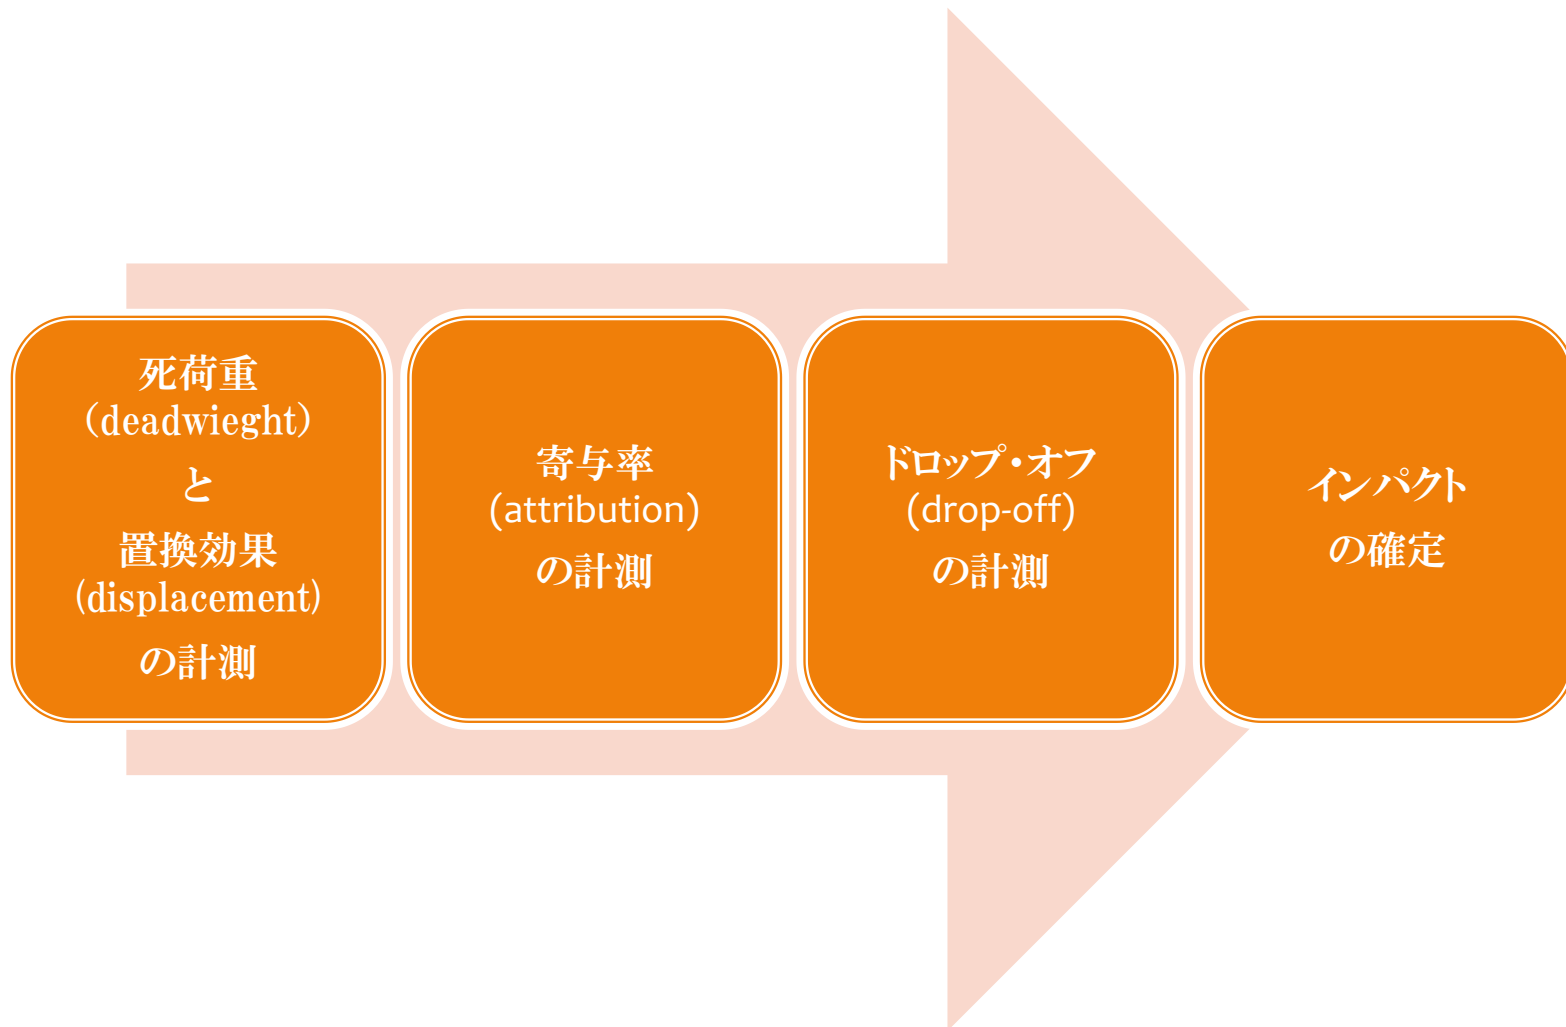 死荷重
(deadwieght)
と
置換効果
(displacement)
の計測
寄与率
(attribution)
の計測
ドロップ・オフ
(drop-off)
の計測
インパクト
の確定